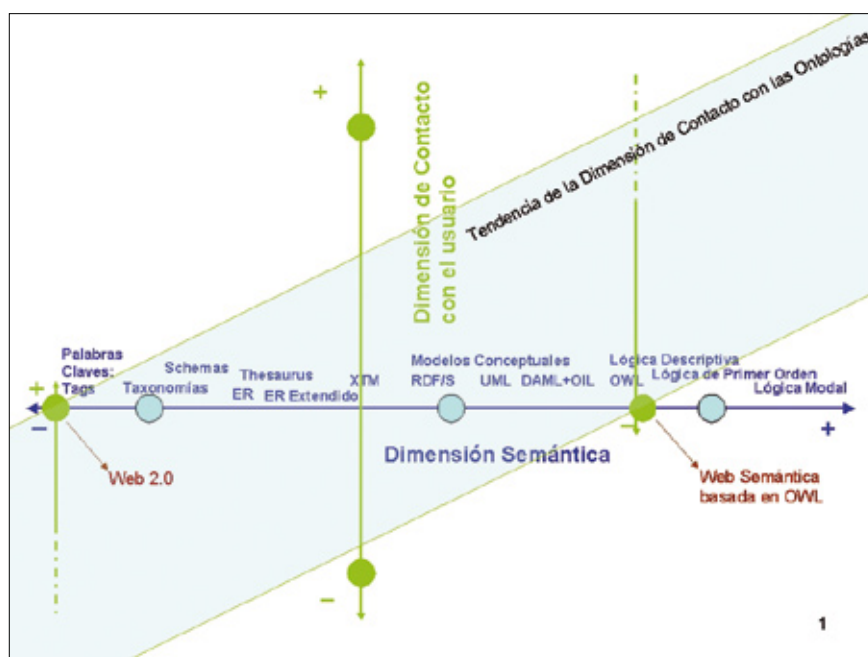 Tendencia de la Dimensión de Contacto con las Ontologías
+
Dimensión de Contacto
con el usuario
Palabras
Claves:
Tags
Taxonomías
Schemas
Thesaurus
ER
ER Extendido
XTM
Modelos Conceptuales
RDF/S
UML
DAML+OIL
Lógica Descriptiva
OWL
Lógica de Primer Orden
Lógica Modal
+
−
−
+
Dimensión Semántica
Web 2.0
Web Semántica
basada en OWL
−
1